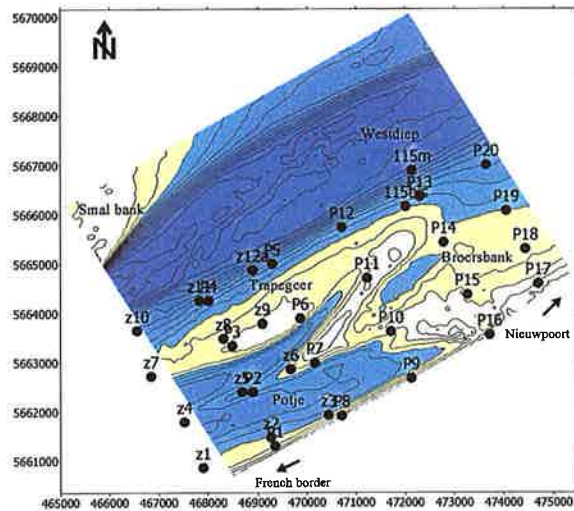 5670000
N
5669000
5668000
Westdiep
5667000
115m
P20
115b
P13
5666000
Smal bank
P19
P12
P14
P18
5665000
z12a
P5
P11
Broersbank
Trapegeer
P17
P15
5664000
z10
z9
P6
z8
P3
P10
P16
Nieuwpoort
5663000
z7
z6
P7
P9
z5
P2
5662000
z4
Potje
z3
P8
z2
P1
5661000
z1
French border
465000
466000
467000
468000
469000
470000
471000
472000
473000
474000
475000